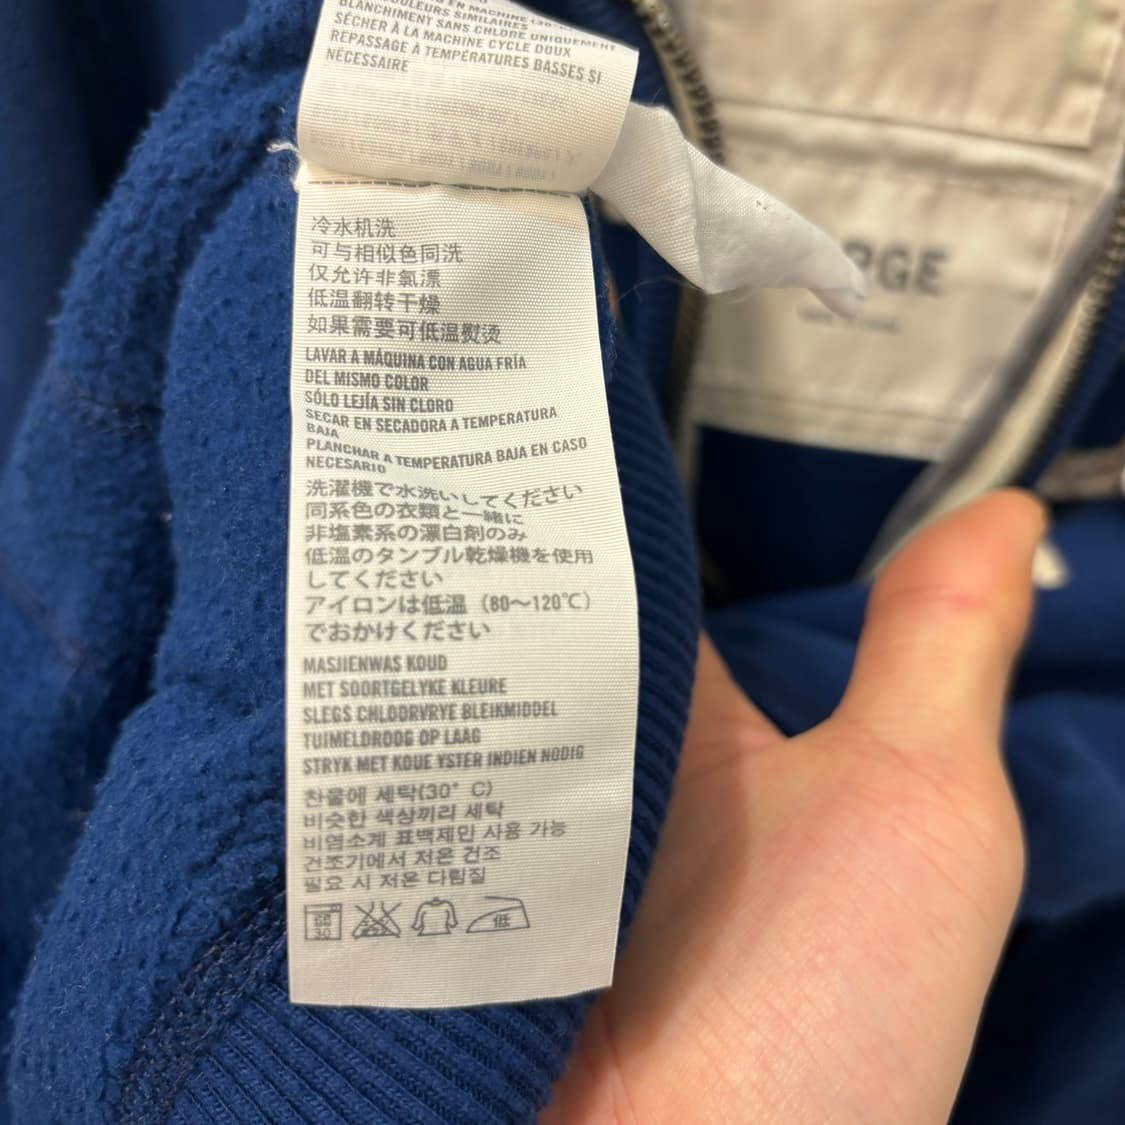 EN MACHINE (30°
COULEURS SIMILAIRES
BLANCHIMENT SANS CHLORE UNIQUEMENT
SÉCHER À LA MACHINE CYCLE DOUX
REPASSAGE À TEMPÉRATURES BASSES SI
NÉCESSAIRE
冷水机洗
可与相似色同洗
仅允许非氯漂
低温翻转干燥
如果需要可低温熨烫
LAVAR A MÁQUINA CON AGUA FRÍA
DEL MISMO COLOR
SÓLO LEJÍA SIN CLORO
SECAR EN SECADORA A TEMPERATURA
BAJA
PLANCHAR A TEMPERATURA BAJA EN CASO
NECESARIO
洗濯機で水洗いしてください
同系色の衣類と一緒に
非塩素系の漂白剤のみ
低温のタンブル乾燥機を使用
してください
アイロンは低温（80～120℃）
でおかけください
MASJIENWAS KOUD
MET SOORTGELYKE KLEURE
SLEGS CHLOORVRYE BLEIKMIDDEL
TUIMELDROOG OP LAAG
STRYK MET KOUE YSTER INDIEN NODIG
찬물에 세탁(30° C)
비슷한 색상끼리 세탁
비염소계 표백제만 사용 가능
건조기에서 저온 건조
필요 시 저온 다림질
30
低
RGE